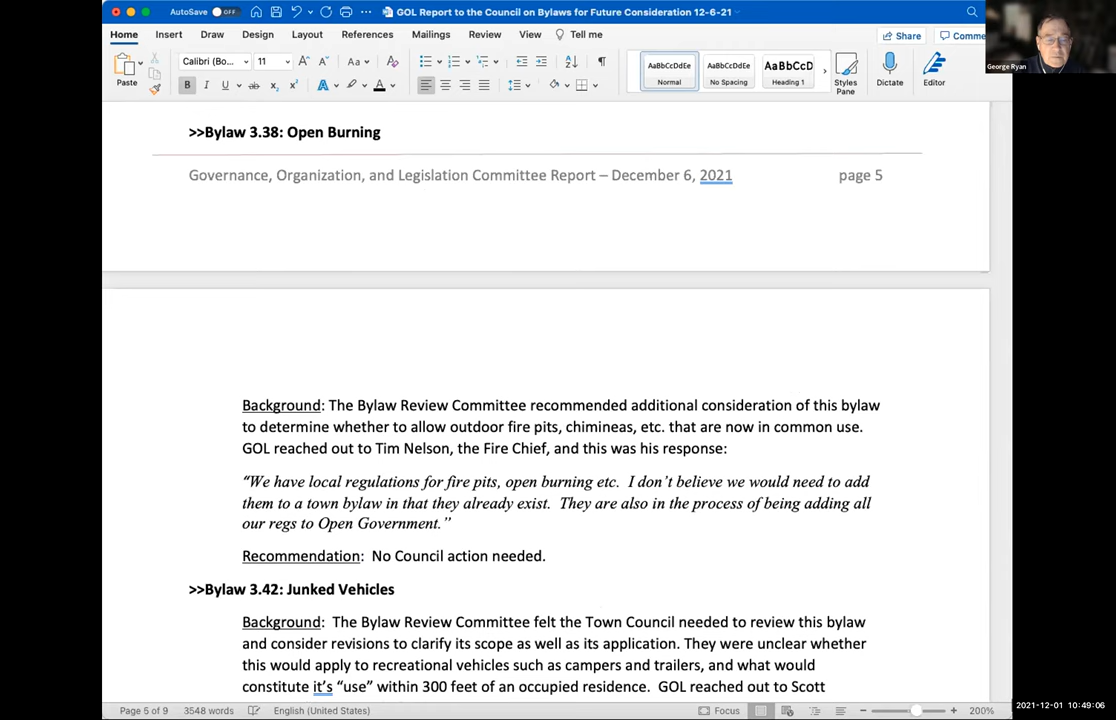 AutoSave OFF
GOL Report to the Council on Bylaws for Future Consideration 12-6-21
Home Insert Draw Design Layout References Mailings Review View Tell me
Share Comme
George Ryan
Calibri (Bo... 11
Paste
AaBbCcDdEe AaBbCcDdEe AaBbCcD
Normal No Spacing Heading 1
Styles Pane Dictate Editor
>>Bylaw 3.38: Open Burning
Governance, Organization, and Legislation Committee Report – December 6, 2021 page 5
Background: The Bylaw Review Committee recommended additional consideration of this bylaw
to determine whether to allow outdoor fire pits, chimineas, etc. that are now in common use.
GOL reached out to Tim Nelson, the Fire Chief, and this was his response:
“We have local regulations for fire pits, open burning etc.  I don’t believe we would need to add
them to a town bylaw in that they already exist.  They are also in the process of being adding all
our regs to Open Government.”
Recommendation:  No Council action needed.
>>Bylaw 3.42: Junked Vehicles
Background:  The Bylaw Review Committee felt the Town Council needed to review this bylaw
and consider revisions to clarify its scope as well as its application. They were unclear whether
this would apply to recreational vehicles such as campers and trailers, and what would
constitute it’s “use” within 300 feet of an occupied residence.  GOL reached out to Scott
Page 5 of 9 3548 words English (United States) Focus 200%
2021-12-01 10:49:06